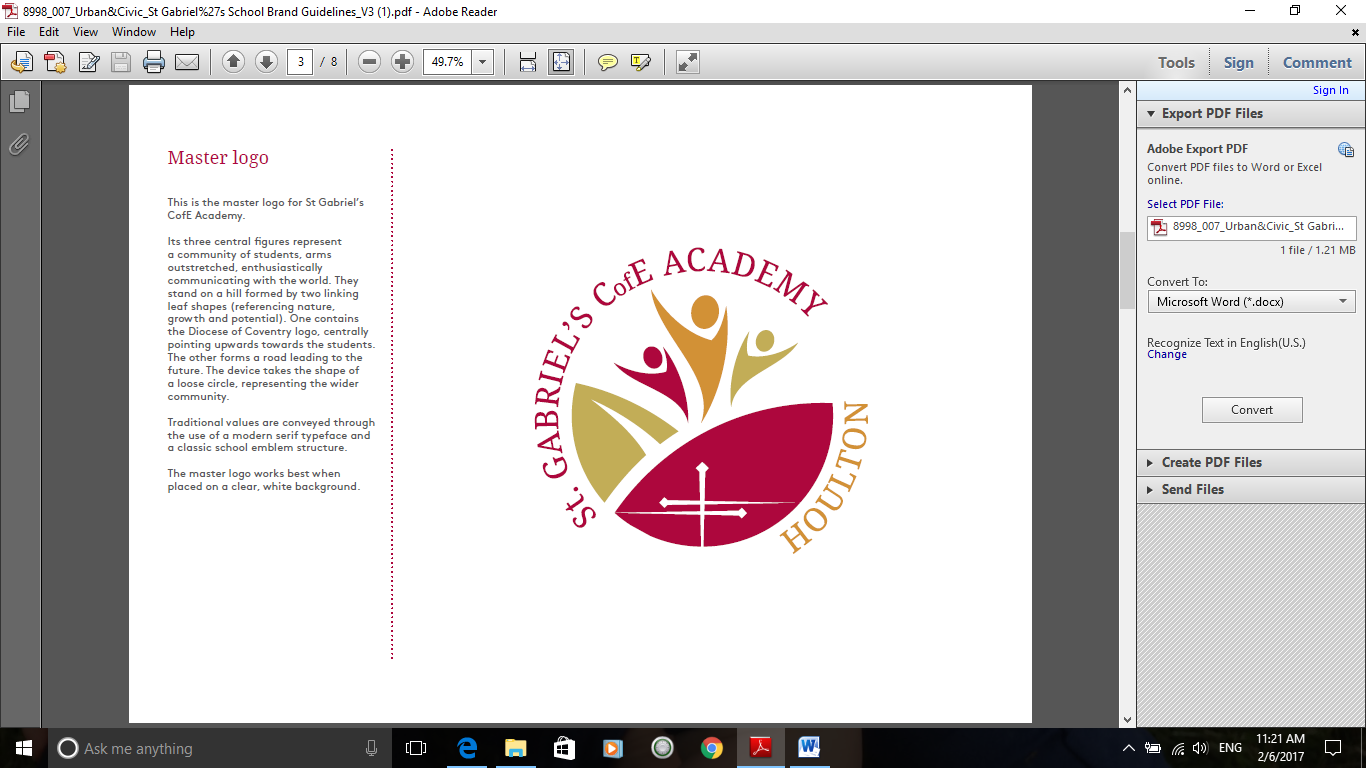 8998_007_Urban&Civic_St Gabriel%27s School Brand Guidelines_V3 (1).pdf - Adobe Reader
File Edit View Window Help
3 / 8 49.7% Tools Sign Comment
Sign In
Export PDF Files
Adobe Export PDF
Convert PDF files to Word or Excel
online.
Select PDF File:
8998_007_Urban&Civic_St Gabri...
1 file / 1.21 MB
Convert To:
Microsoft Word (*.docx)
Recognize Text in English(U.S.)
Change
Convert
Create PDF Files
Send Files
Master logo
This is the master logo for St Gabriel’s
CofE Academy.
Its three central figures represent
a community of students, arms
outstretched, enthusiastically
communicating with the world. They
stand on a hill formed by two linking
leaf shapes (referencing nature,
growth and potential). One contains
the Diocese of Coventry logo, centrally
pointing upwards towards the students.
The other forms a road leading to the
future. The device takes the shape of
a loose circle, representing the wider
community.
Traditional values are conveyed through
the use of a modern serif typeface and
a classic school emblem structure.
The master logo works best when
placed on a clear, white background.
St. GABRIEL’S CofE ACADEMY
HOULTON
Ask me anything
ENG
11:21 AM
2/6/2017